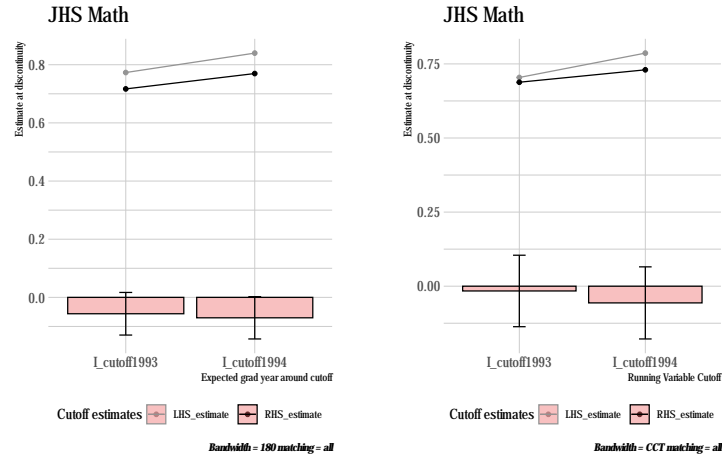 JHS Math
Estimate at discontinuity
0.8
0.6
0.4
0.2
0.0
I_cutoff1993
I_cutoff1994
Expected grad year around cutoff
Cutoff estimates
LHS_estimate
RHS_estimate
Bandwidth = 180 matching = all
JHS Math
Estimate at discontinuity
0.75
0.50
0.25
0.00
I_cutoff1993
I_cutoff1994
Running Variable Cutoff
Cutoff estimates
LHS_estimate
RHS_estimate
Bandwidth = CCT matching = all